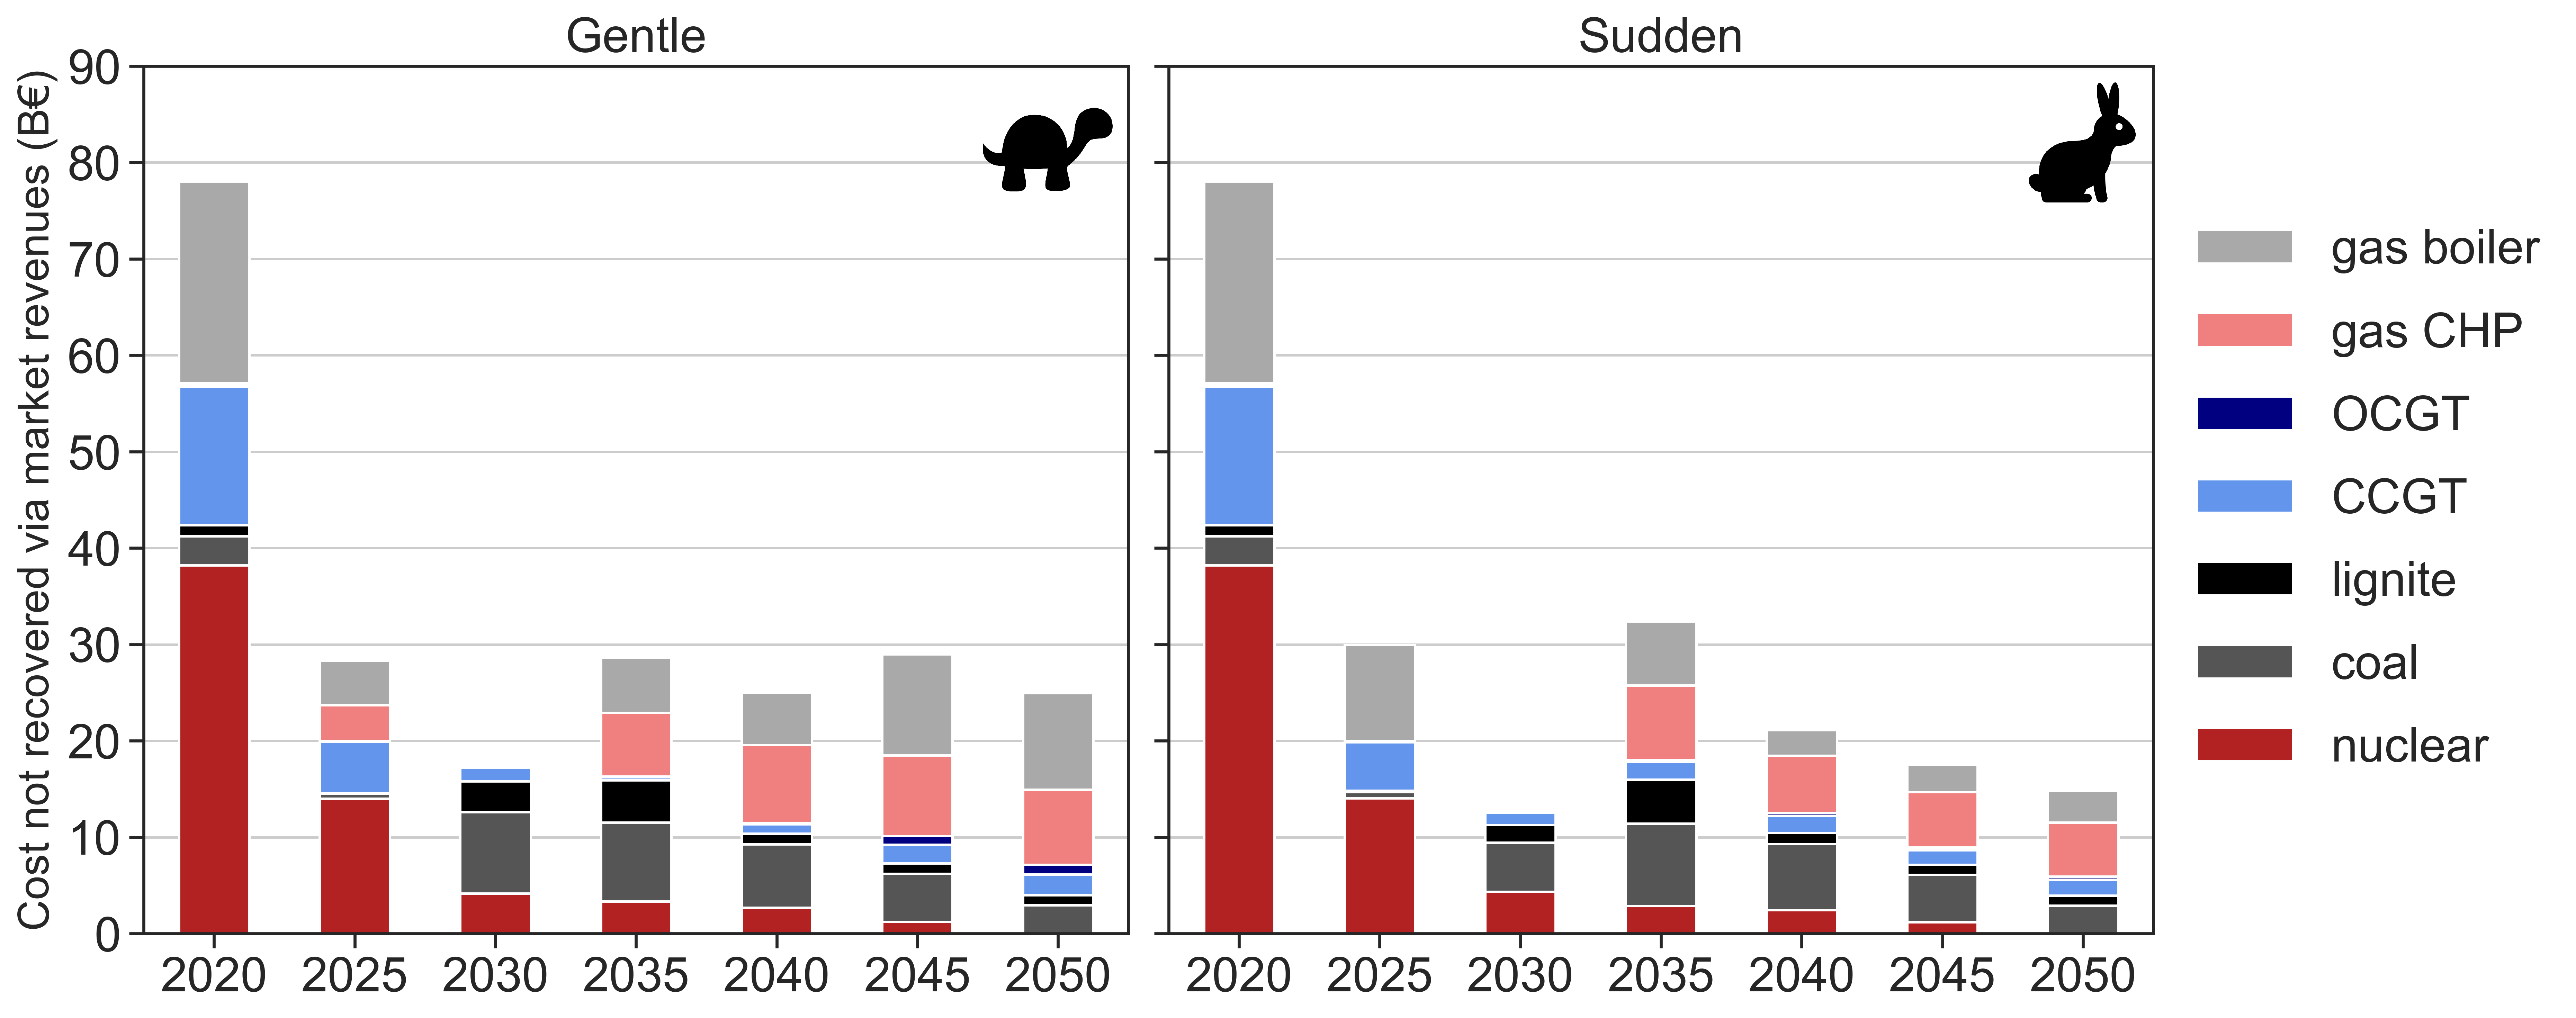 Gentle
Sudden
Cost not recovered via market revenues (B€)
90
80
70
60
50
40
30
20
10
0
2020 2025 2030 2035 2040 2045 2050
2020 2025 2030 2035 2040 2045 2050
gas boiler
gas CHP
OCGT
CCGT
lignite
coal
nuclear